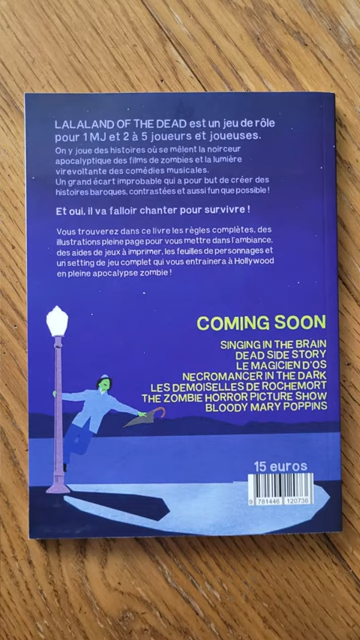 LALALAND OF THE DEAD est un jeu de rôle
pour 1 MJ et 2 à 5 joueurs et joueuses.
On y joue des histoires où se mêlent la noirceur
apocalyptique des films de zombies et la lumière
virevoltante des comédies musicales.
Un grand écart improbable qui a pour but de créer des
histoires baroques, contrastées et aussi fun que possible !
Et oui, il va falloir chanter pour survivre !
Vous trouverez dans ce livre les règles complètes, des
illustrations pleine page pour vous mettre dans l'ambiance,
des aides de jeux à imprimer, les feuilles de personnages et
un setting de jeu complet qui vous entrainera à Hollywood
en pleine apocalypse zombie !
COMING SOON
SINGING IN THE BRAIN
DEAD SIDE STORY
LE MAGICIEN D'OS
NECROMANCER IN THE DARK
LES DEMOISELLES DE ROCHEMORT
THE ZOMBIE HORROR PICTURE SHOW
BLOODY MARY POPPINS
15 euros
9 781446 120736